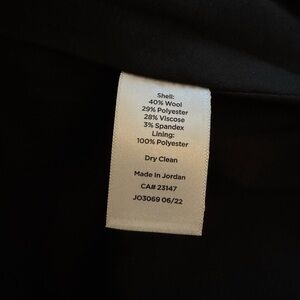 Shell:
40% Wool
29% Polyester
28% Viscose
3% Spandex
Lining:
100% Polyester
Dry Clean
Made in Jordan
CA# 23147
JO3069 06/22